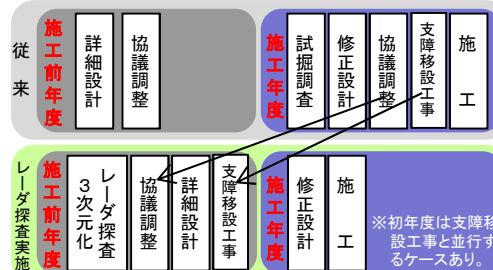 従来
施工前年度
詳細設計
協議調整
施工年度
試掘調査
修正設計
協議調整
支障移設工事
施工
レーダ探査実施
施工前年度
レーダ探査
3次元化
協議調整
詳細設計
支障移設工事
施工年度
修正設計
施工
※初年度は支障移
設工事と並行す
るケースあり。